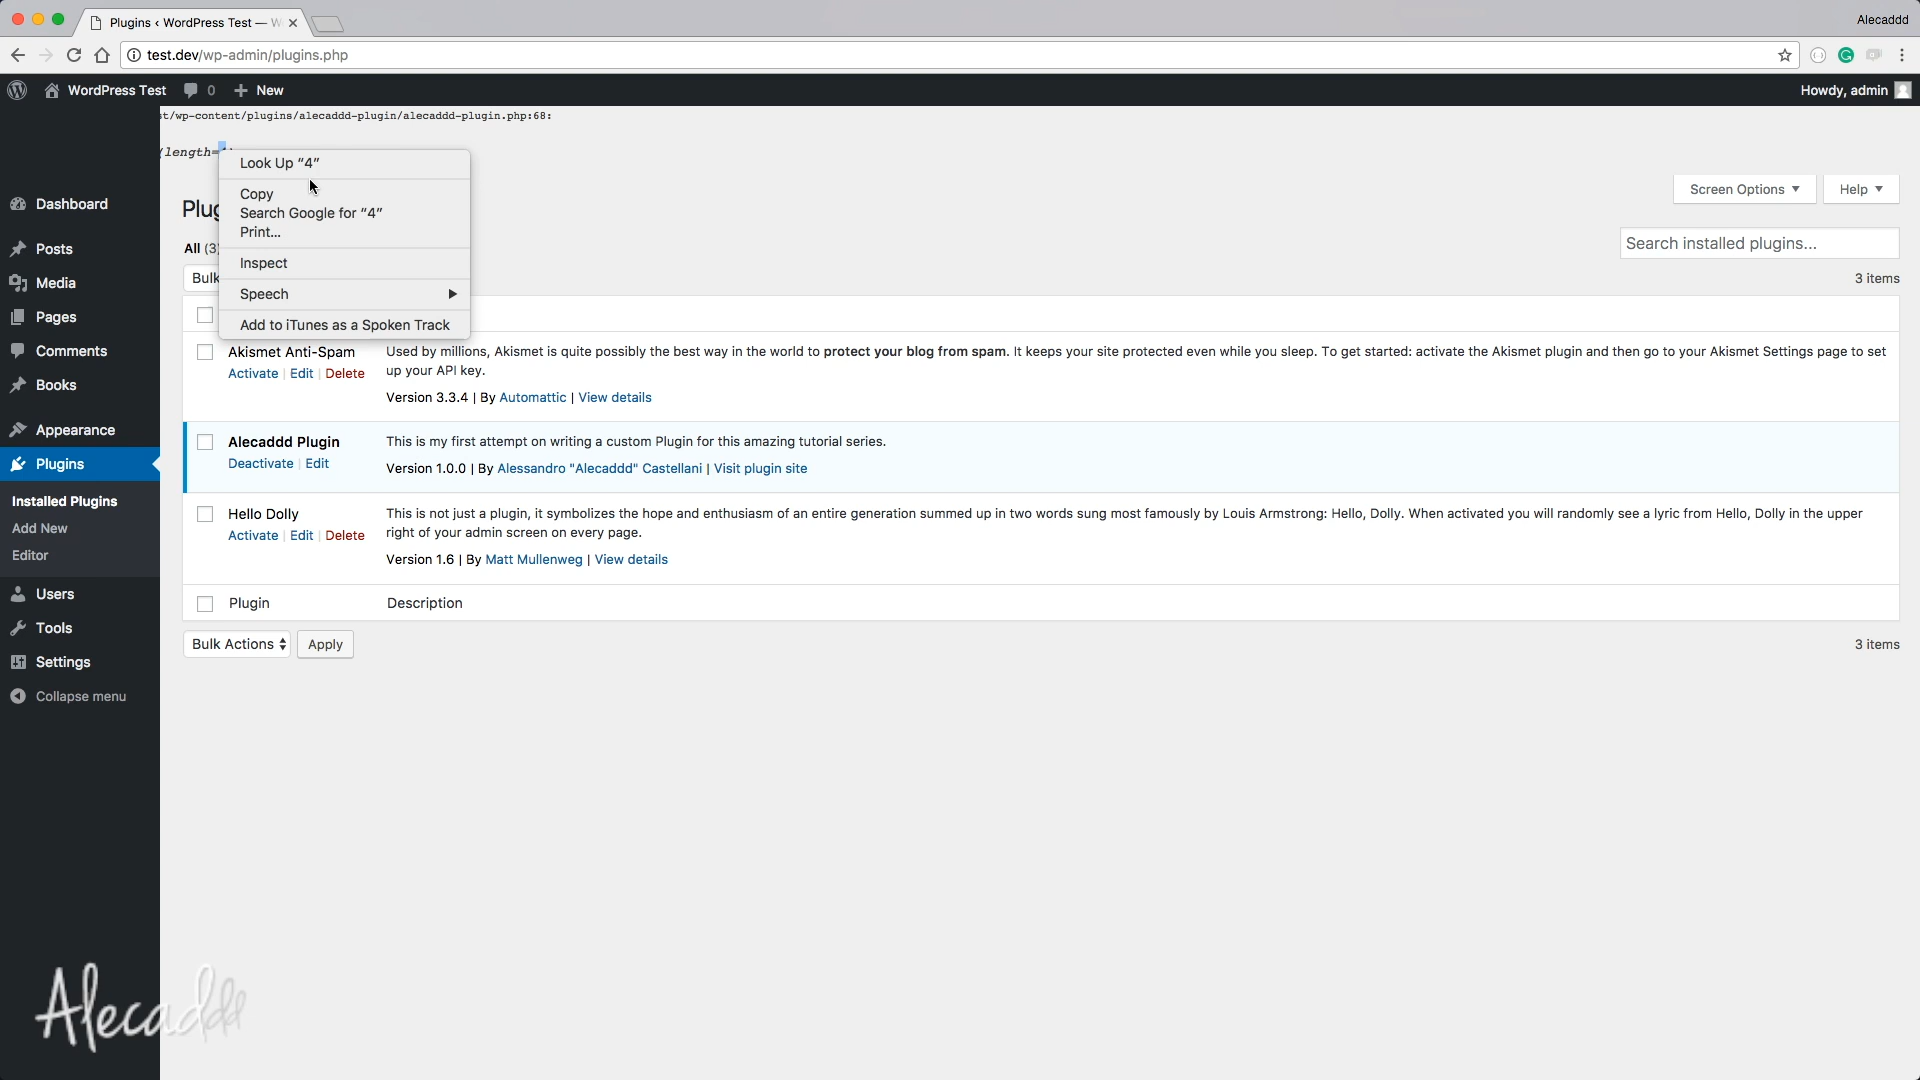 Plugins ‹ WordPress Test — W
Alecaddd
test.dev/wp-admin/plugins.php
WordPress Test 0 New
Howdy, admin
t/wp-content/plugins/alecaddd-plugin/alecaddd-plugin.php:68:
(length=
Look Up “4”
Copy
Search Google for “4”
Print...
Inspect
Speech
Add to iTunes as a Spoken Track
Screen Options Help
Plug
All (3)
Search installed plugins...
Bulk
3 items
Dashboard
Posts
Media
Pages
Comments
Books
Appearance
Plugins
Installed Plugins
Add New
Editor
Users
Tools
Settings
Collapse menu
Akismet Anti-Spam
Activate | Edit | Delete
Used by millions, Akismet is quite possibly the best way in the world to protect your blog from spam. It keeps your site protected even while you sleep. To get started: activate the Akismet plugin and then go to your Akismet Settings page to set
up your API key.
Version 3.3.4 | By Automattic | View details
Alecaddd Plugin
Deactivate | Edit
This is my first attempt on writing a custom Plugin for this amazing tutorial series.
Version 1.0.0 | By Alessandro "Alecaddd" Castellani | Visit plugin site
Hello Dolly
Activate | Edit | Delete
This is not just a plugin, it symbolizes the hope and enthusiasm of an entire generation summed up in two words sung most famously by Louis Armstrong: Hello, Dolly. When activated you will randomly see a lyric from Hello, Dolly in the upper
right of your admin screen on every page.
Version 1.6 | By Matt Mullenweg | View details
Plugin Description
Bulk Actions Apply
3 items
Alecaddd